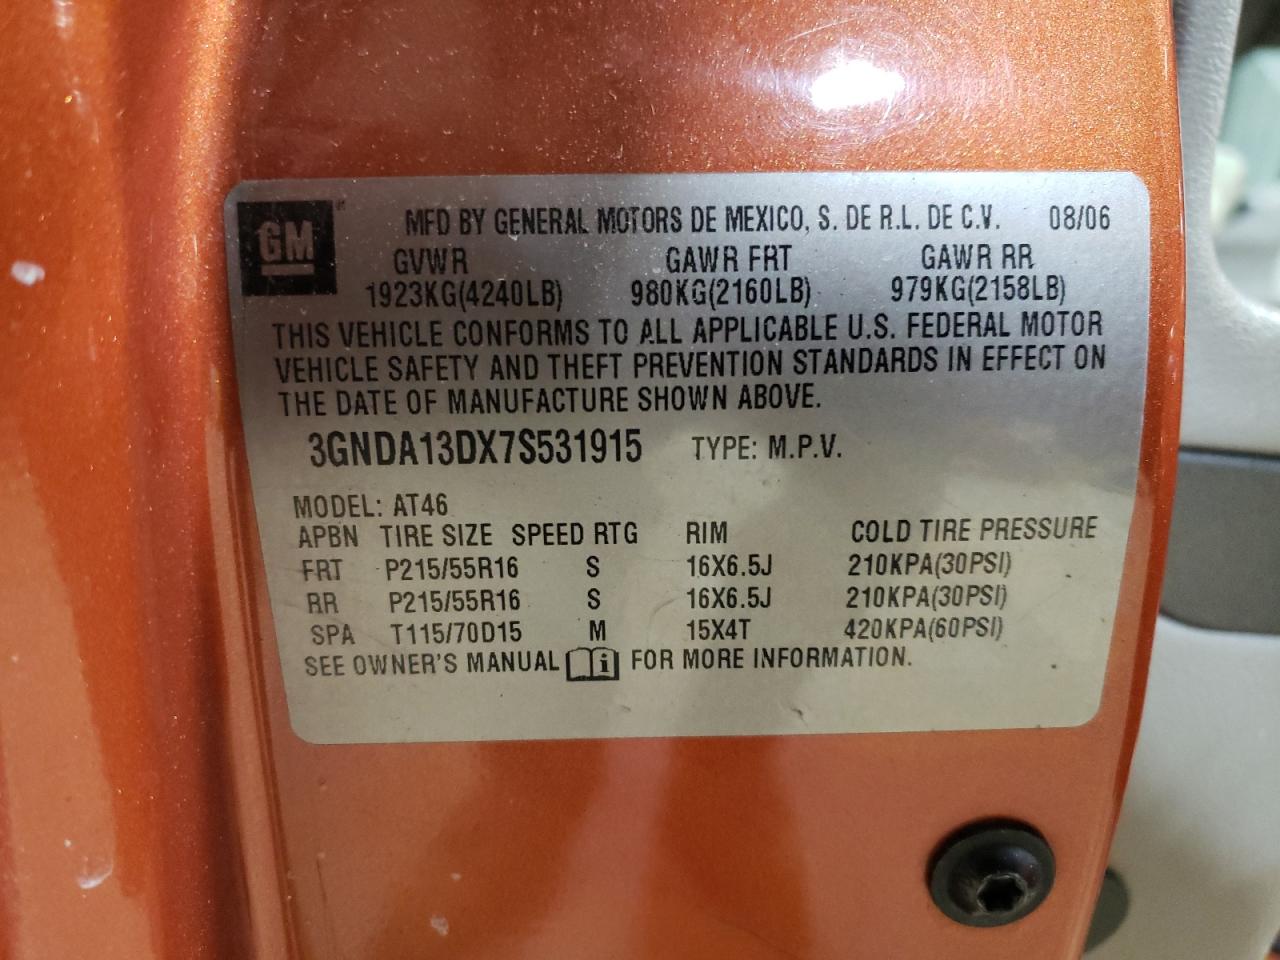 GM MFD BY GENERAL MOTORS DE MEXICO, S. DE R.L. DE C.V. 08/06
GVWR GAWR FRT GAWR RR
1923KG(4240LB) 980KG(2160LB) 979KG(2158LB)
THIS VEHICLE CONFORMS TO ALL APPLICABLE U.S. FEDERAL MOTOR
VEHICLE SAFETY AND THEFT PREVENTION STANDARDS IN EFFECT ON
THE DATE OF MANUFACTURE SHOWN ABOVE.
3GNDA13DX7S531915 TYPE: M.P.V.
MODEL: AT46
APBN TIRE SIZE SPEED RTG RIM COLD TIRE PRESSURE
FRT P215/55R16 S 16X6.5J 210KPA(30PSI)
RR P215/55R16 S 16X6.5J 210KPA(30PSI)
SPA T115/70D15 M 15X4T 420KPA(60PSI)
SEE OWNER'S MANUAL i FOR MORE INFORMATION.